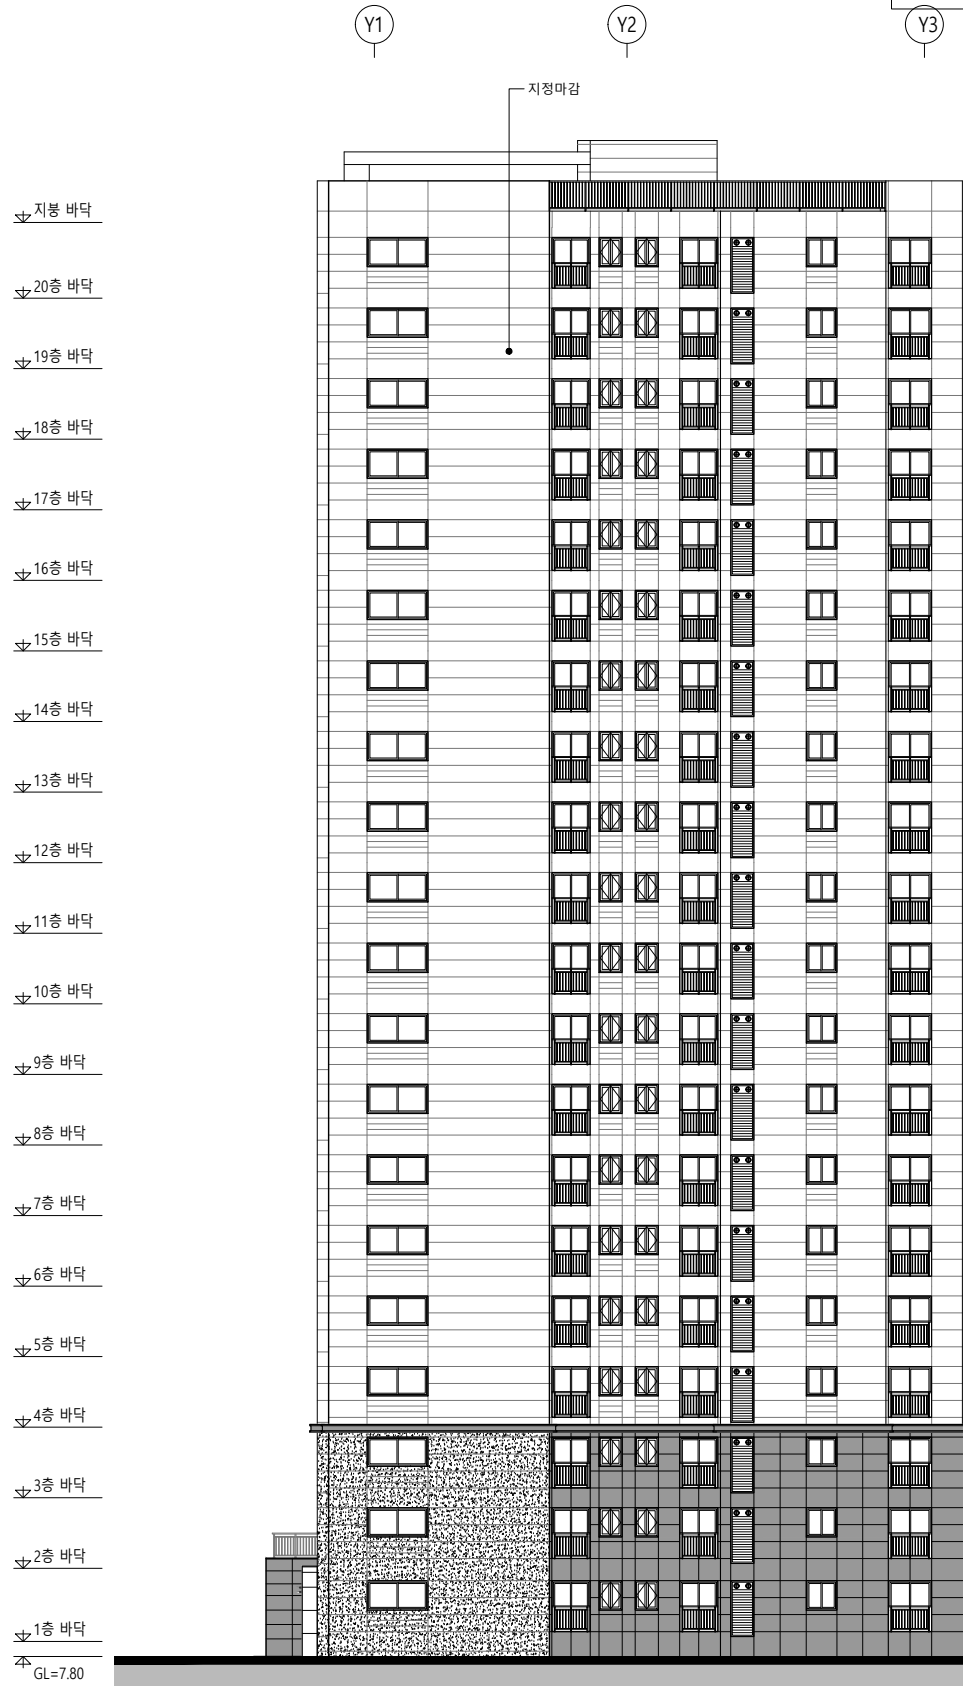 Y1
Y2
Y3
지정마감
지붕 바닥
20층 바닥
19층 바닥
18층 바닥
17층 바닥
16층 바닥
15층 바닥
14층 바닥
13층 바닥
12층 바닥
11층 바닥
10층 바닥
9층 바닥
8층 바닥
7층 바닥
6층 바닥
5층 바닥
4층 바닥
3층 바닥
2층 바닥
1층 바닥
GL=7.80